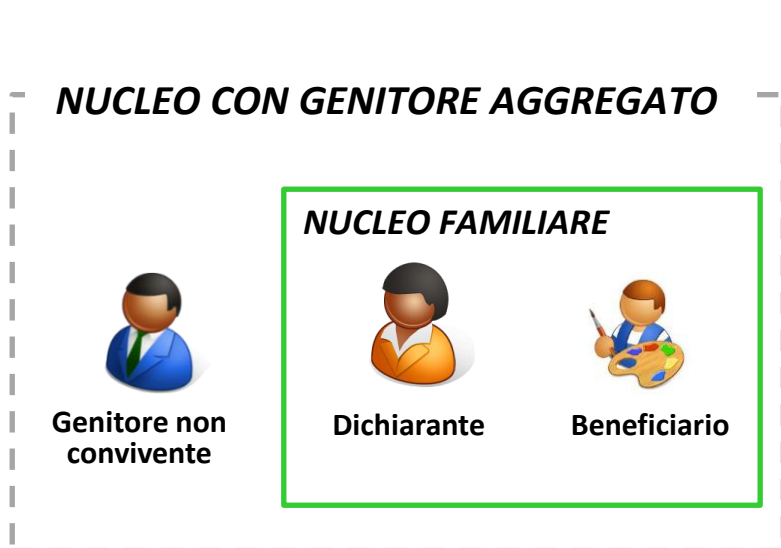 NUCLEO CON GENITORE AGGREGATO
NUCLEO FAMILIARE
Genitore non
convivente
Dichiarante
Beneficiario